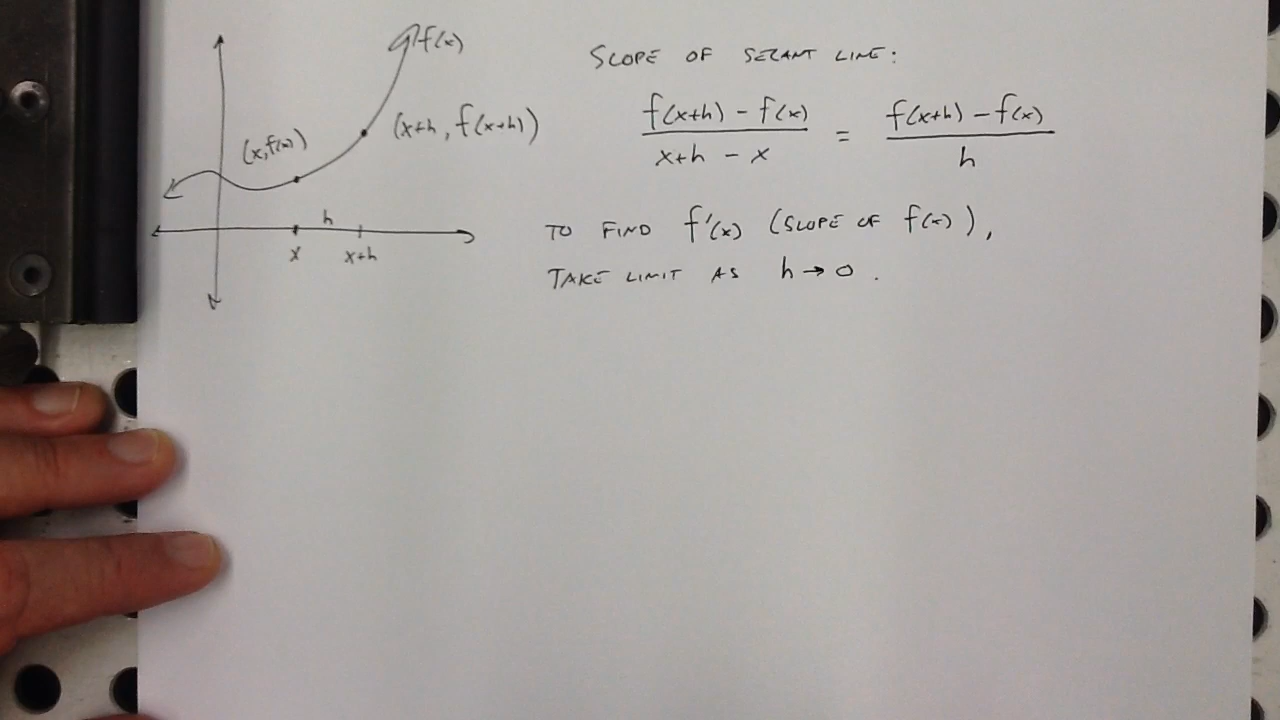 f(x)
(x+h, f(x+h))
(x,f(x))
h
x
x+h
SLOPE OF SECANT LINE:
f(x+h) - f(x) / x+h - x = f(x+h) - f(x) / h
TO FIND f'(x) (SLOPE OF f(x)),
TAKE LIMIT AS h→0.